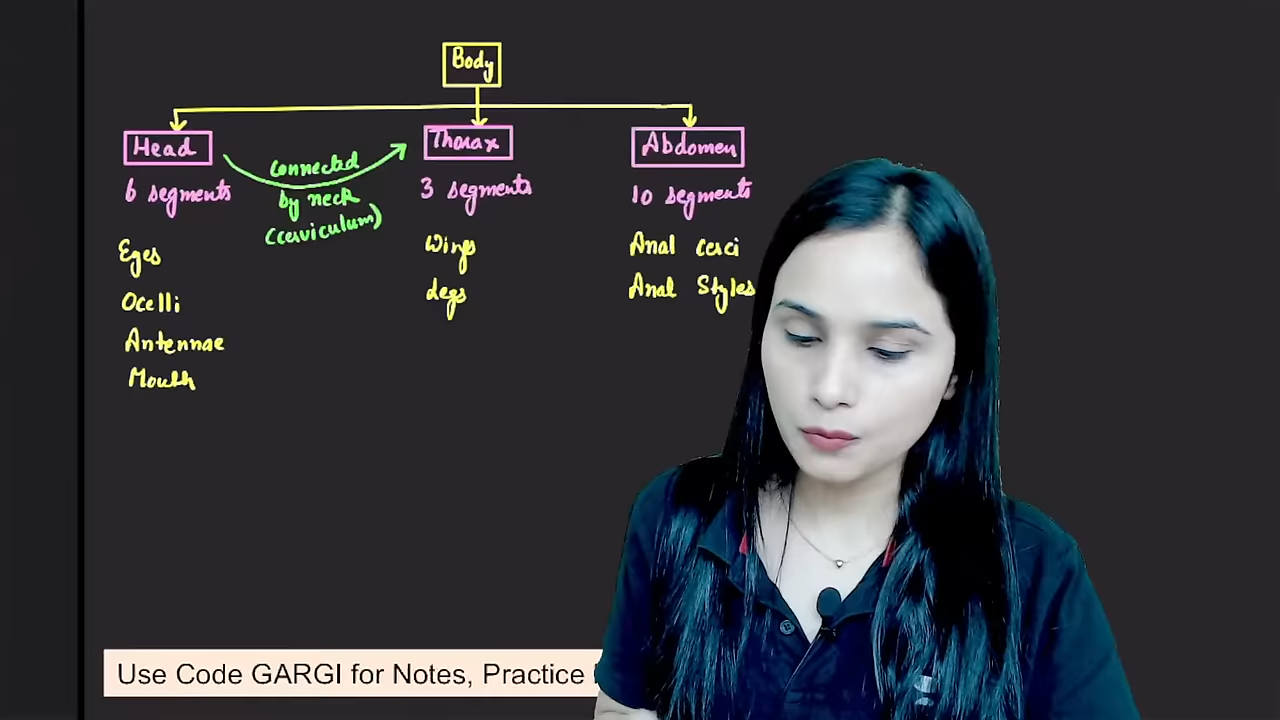 Body
Head
Thorax
Abdomen
6 segments
connected
by neck
(cerviculum)
3 segments
10 segments
Eyes
Ocelli
Antennae
Mouth
Wings
Legs
Anal cerci
Anal Styles
Use Code GARGI for Notes, Practice